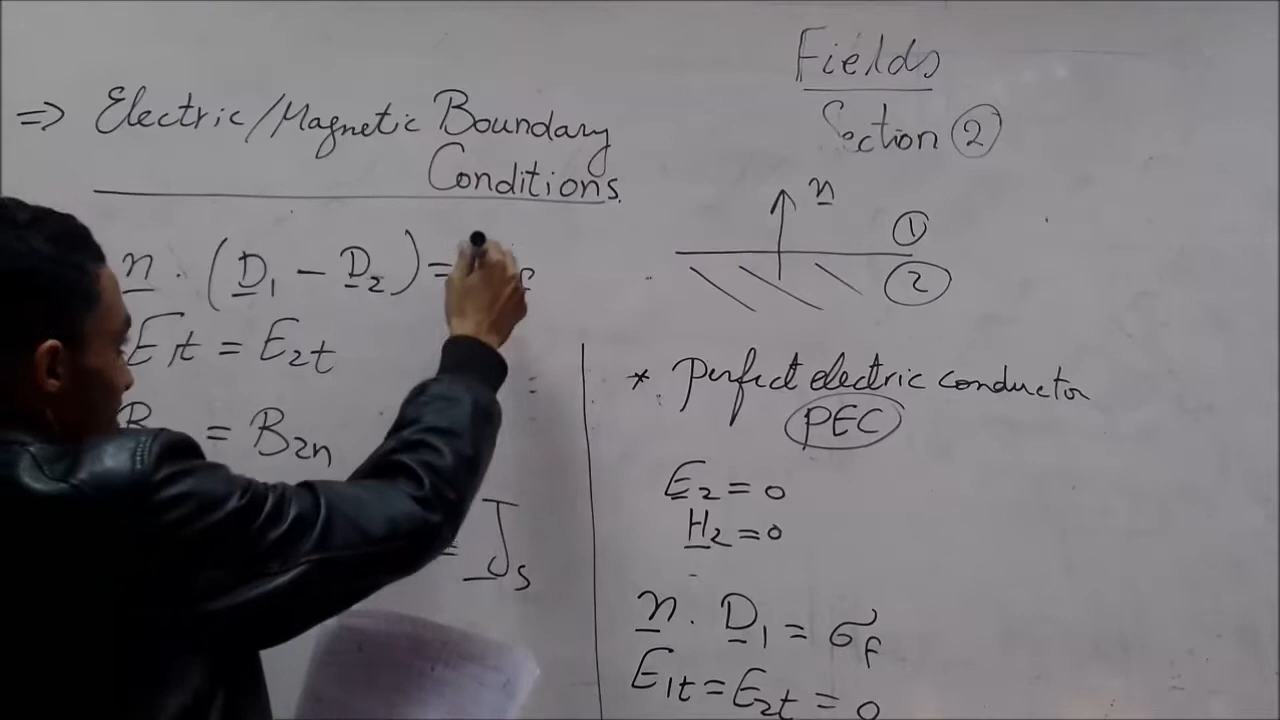 Fields
Section ②
⇒ Electric/Magnetic Boundary
Conditions.
n . (D1 − D2) = f
E1t = E2t
B = B2n
= Js
n
①
②
* perfect electric conductor
PEC
E2 = 0
H2 = 0
n . D1 = σf
E1t = E2t = 0